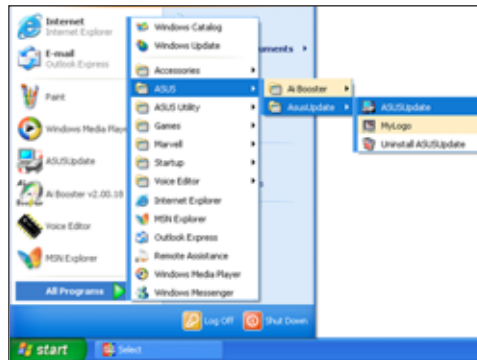 Internet
Internet Explorer
E-mail
Outlook Express
Paint
Windows Media Play
ASUSUpdate
Ai Booster v2.00.18
Voice Editor
MSN Explorer
All Programs
Windows Catalog
Windows Update
Accessories
ASUS
ASUS Utility
Games
Marvell
Startup
Voice Editor
Internet Explorer
MSN Explorer
Outlook Express
Remote Assistance
Windows Media Player
Windows Messenger
uments
Ai Booster
AsusUpdate
ASUSUpdate
MyLogo
Uninstall ASUSUpdate
Log Off
Shut Down
start
Select